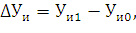 ΔУи = Уи1 − Уи0,